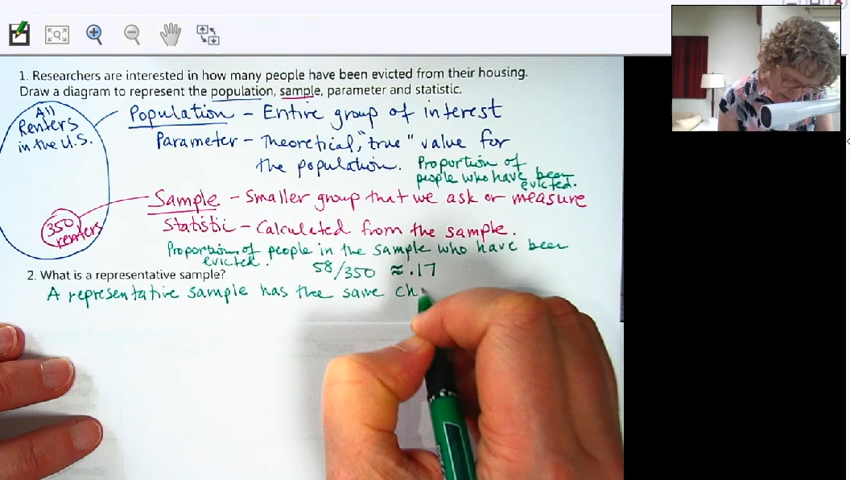 1. Researchers are interested in how many people have been evicted from their housing.
Draw a diagram to represent the population, sample, parameter and statistic.
All
Renters
in the U.S.
Population – Entire group of interest
Parameter – Theoretical, "true" value for
the population. Proportion of
people who have been
evicted.
Sample – Smaller group that we ask or measure
350
renters
Statistic – Calculated from the sample.
Proportion of people in the sample who have been
evicted. 58/350 ≈ .17
2. What is a representative sample?
A representative sample has the same ch